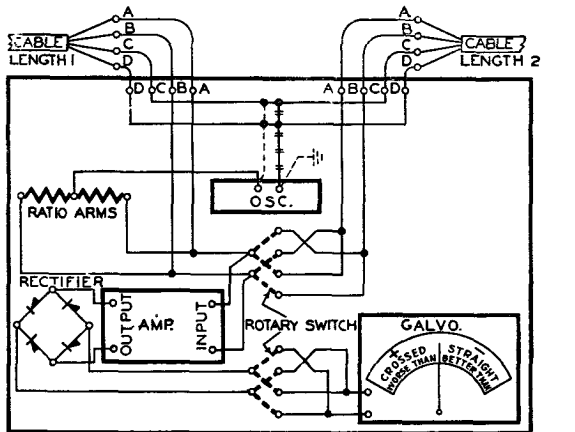 A
B
C
D
CABLE
LENGTH 1
A
B
C
D
CABLE
LENGTH 2
D C B A
A B C D
O.S.C.
RATIO ARMS
RECTIFIER
OUTPUT
AMP.
INPUT
ROTARY SWITCH
GALVO.
+ -
CROSSED STRAIGHT
WORSE THAN BETTER THAN